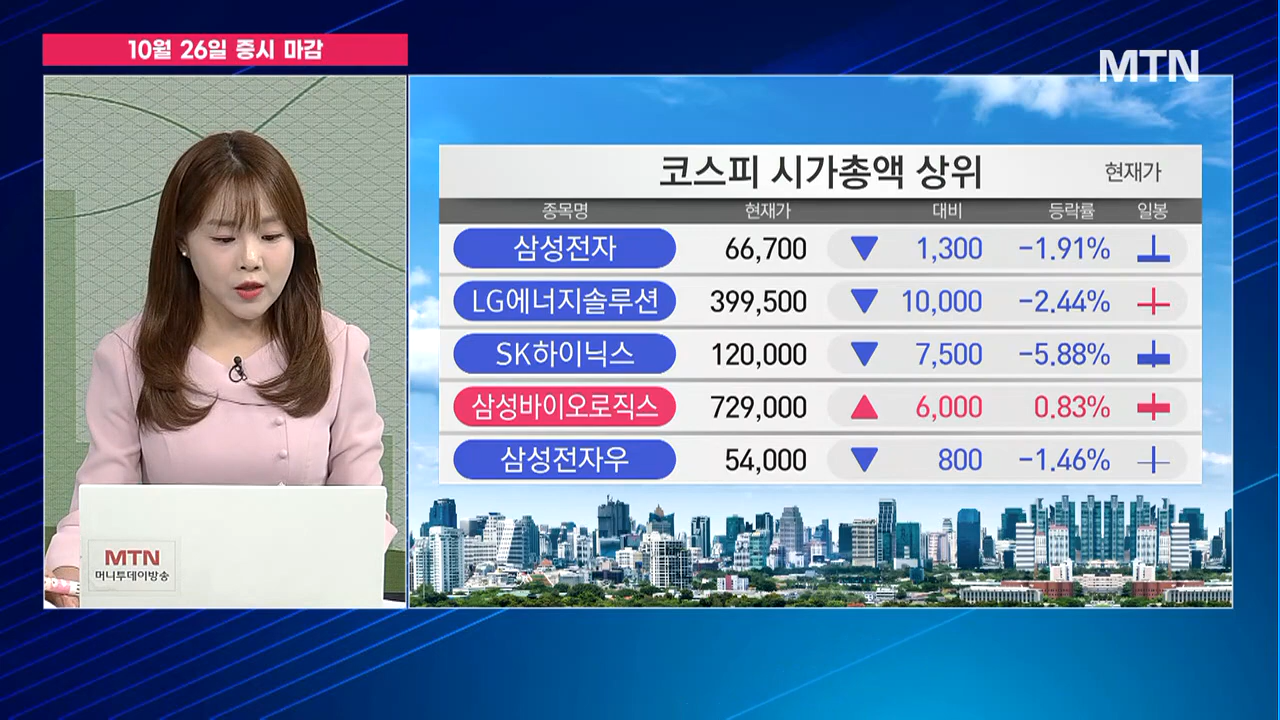 10월 26일 증시 마감
MTN
코스피 시가총액 상위 현재가
종목명 현재가 대비 등락률 일봉
삼성전자 66,700 ▼ 1,300 −1.91%
LG에너지솔루션 399,500 ▼ 10,000 −2.44%
SK하이닉스 120,000 ▼ 7,500 −5.88%
삼성바이오로직스 729,000 ▲ 6,000 0.83%
삼성전자우 54,000 ▼ 800 −1.46%
MTN
머니투데이방송